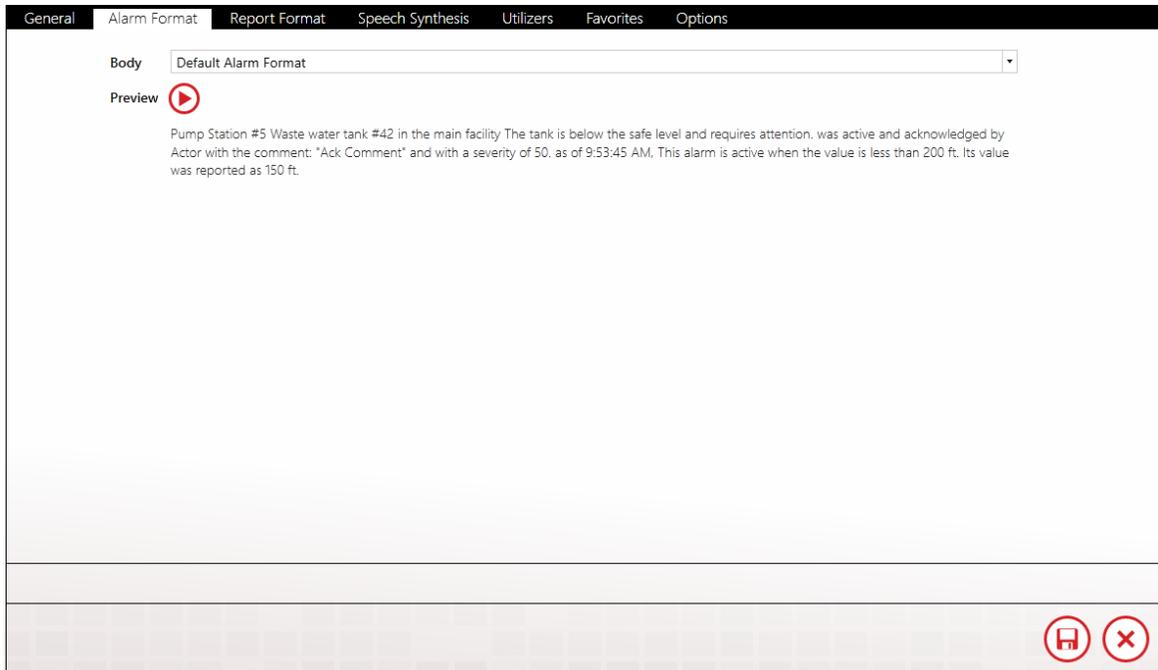 General Alarm Format Report Format Speech Synthesis Utilizers Favorites Options
Body Default Alarm Format
Preview
Pump Station #5 Waste water tank #42 in the main facility The tank is below the safe level and requires attention. was active and acknowledged by
Actor with the comment: "Ack Comment" and with a severity of 50. as of 9:53:45 AM, This alarm is active when the value is less than 200 ft. Its value
was reported as 150 ft.